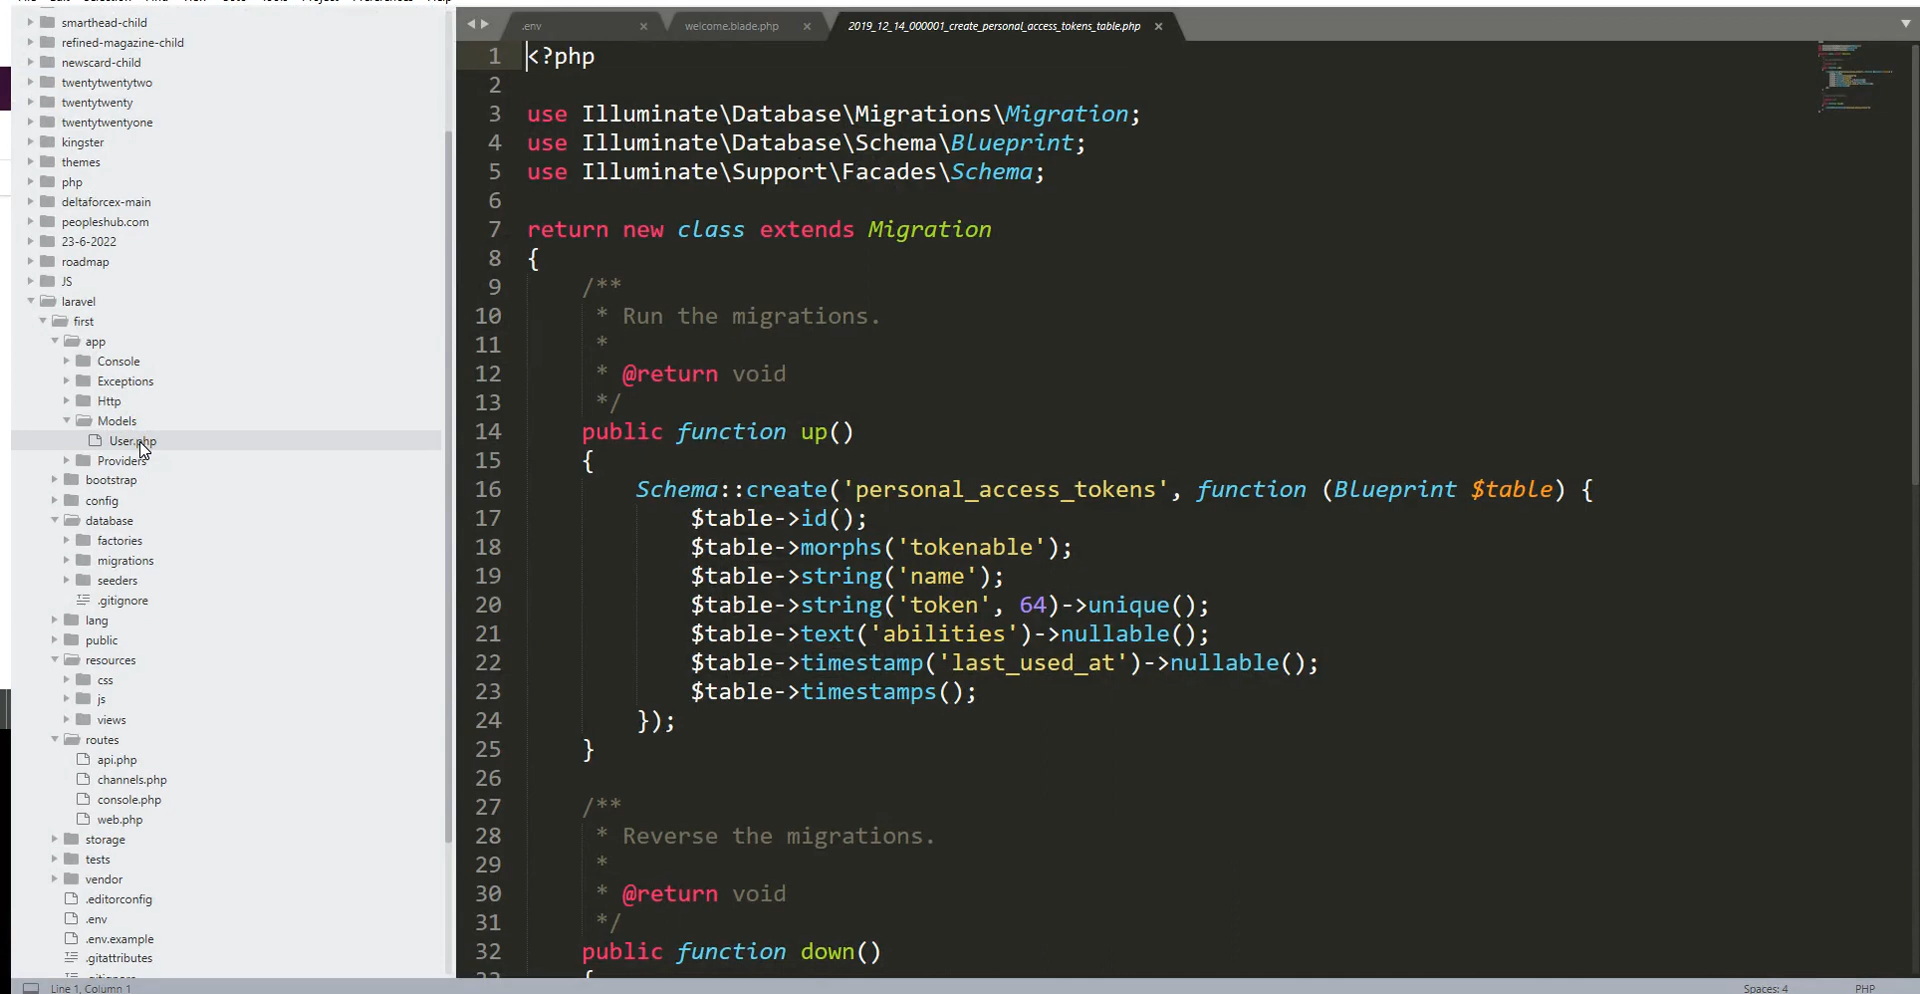 smarthead-child
refined-magazine-child
newscard-child
twentytwentytwo
twentytwenty
twentytwentyone
kingster
themes
php
deltaforcex-main
peopleshub.com
23-6-2022
roadmap
JS
laravel
first
app
Console
Exceptions
Http
Models
User.php
Providers
bootstrap
config
database
factories
migrations
seeders
.gitignore
lang
public
resources
css
js
views
routes
api.php
channels.php
console.php
web.php
storage
tests
vendor
.editorconfig
.env
.env.example
.gitattributes
.env
welcome.blade.php
2019_12_14_000001_create_personal_access_tokens_table.php
1 <?php
2
3 use Illuminate\Database\Migrations\Migration;
4 use Illuminate\Database\Schema\Blueprint;
5 use Illuminate\Support\Facades\Schema;
6
7 return new class extends Migration
8 {
9 /**
10 * Run the migrations.
11 *
12 * @return void
13 */
14 public function up()
15 {
16 Schema::create('personal_access_tokens', function (Blueprint $table) {
17 $table->id();
18 $table->morphs('tokenable');
19 $table->string('name');
20 $table->string('token', 64)->unique();
21 $table->text('abilities')->nullable();
22 $table->timestamp('last_used_at')->nullable();
23 $table->timestamps();
24 });
25 }
26
27 /**
28 * Reverse the migrations.
29 *
30 * @return void
31 */
32 public function down()
Line 1, Column 1
Spaces: 4
PHP